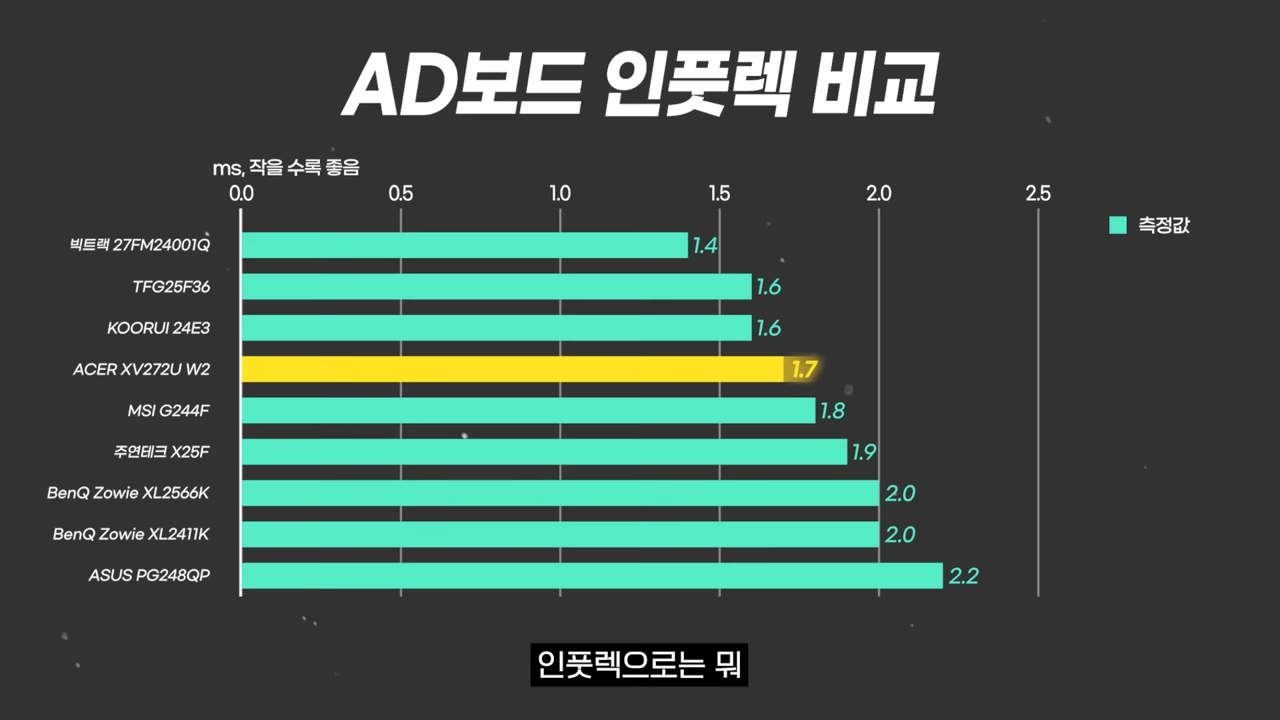 AD보드 인풋렉 비교
ms, 작을 수록 좋음
0.0 0.5 1.0 1.5 2.0 2.5
측정값
빅트랙 27FM24001Q 1.4
TFG25F36 1.6
KOORUI 24E3 1.6
ACER XV272U W2 1.7
MSI G244F 1.8
주연테크 X25F 1.9
BenQ Zowie XL2566K 2.0
BenQ Zowie XL2411K 2.0
ASUS PG248QP 2.2
인풋렉으로는 뭐